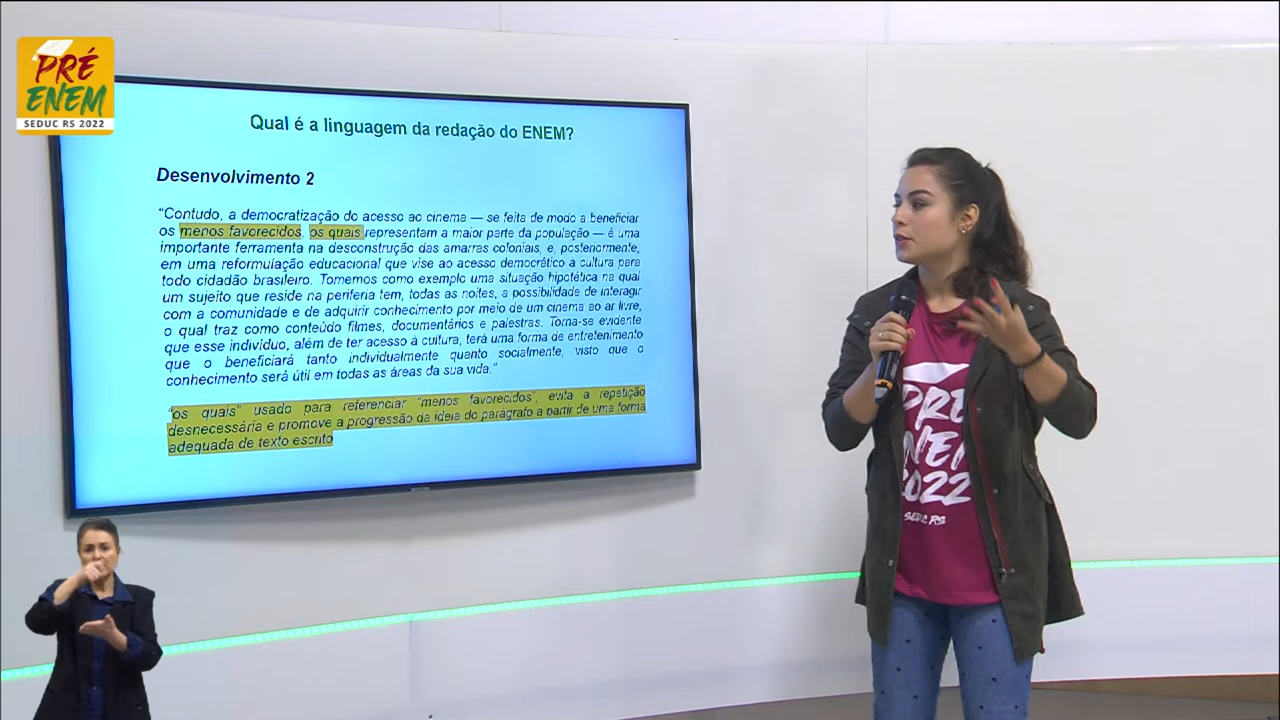 PRÉ
ENEM
SEDUC RS 2022
Qual é a linguagem da redação do ENEM?
Desenvolvimento 2
“Contudo, a democratização do acesso ao cinema — se feita de modo a beneficiar
os menos favorecidos, os quais representam a maior parte da população — é uma
importante ferramenta na desconstrução das amarras coloniais, e, posteriormente,
em uma reformulação educacional que vise ao acesso democrático à cultura para
todo cidadão brasileiro. Tomemos como exemplo uma situação hipotética na qual
um sujeito que reside na periferia tem, todas as noites, a possibilidade de interagir
com a comunidade e de adquirir conhecimento por meio de um cinema ao ar livre,
o qual traz como conteúdo filmes, documentários e palestras. Torna-se evidente
que esse indivíduo, além de ter acesso à cultura, terá uma forma de entretenimento
que o beneficiará tanto individualmente quanto socialmente, visto que o
conhecimento será útil em todas as áreas da sua vida.”
“os quais” usado para referenciar “menos favorecidos”, evita a repetição
desnecessária e promove a progressão da ideia do parágrafo a partir de uma forma
adequada de texto escrito
PRÉ
ENEM
2022
SEDUC RS